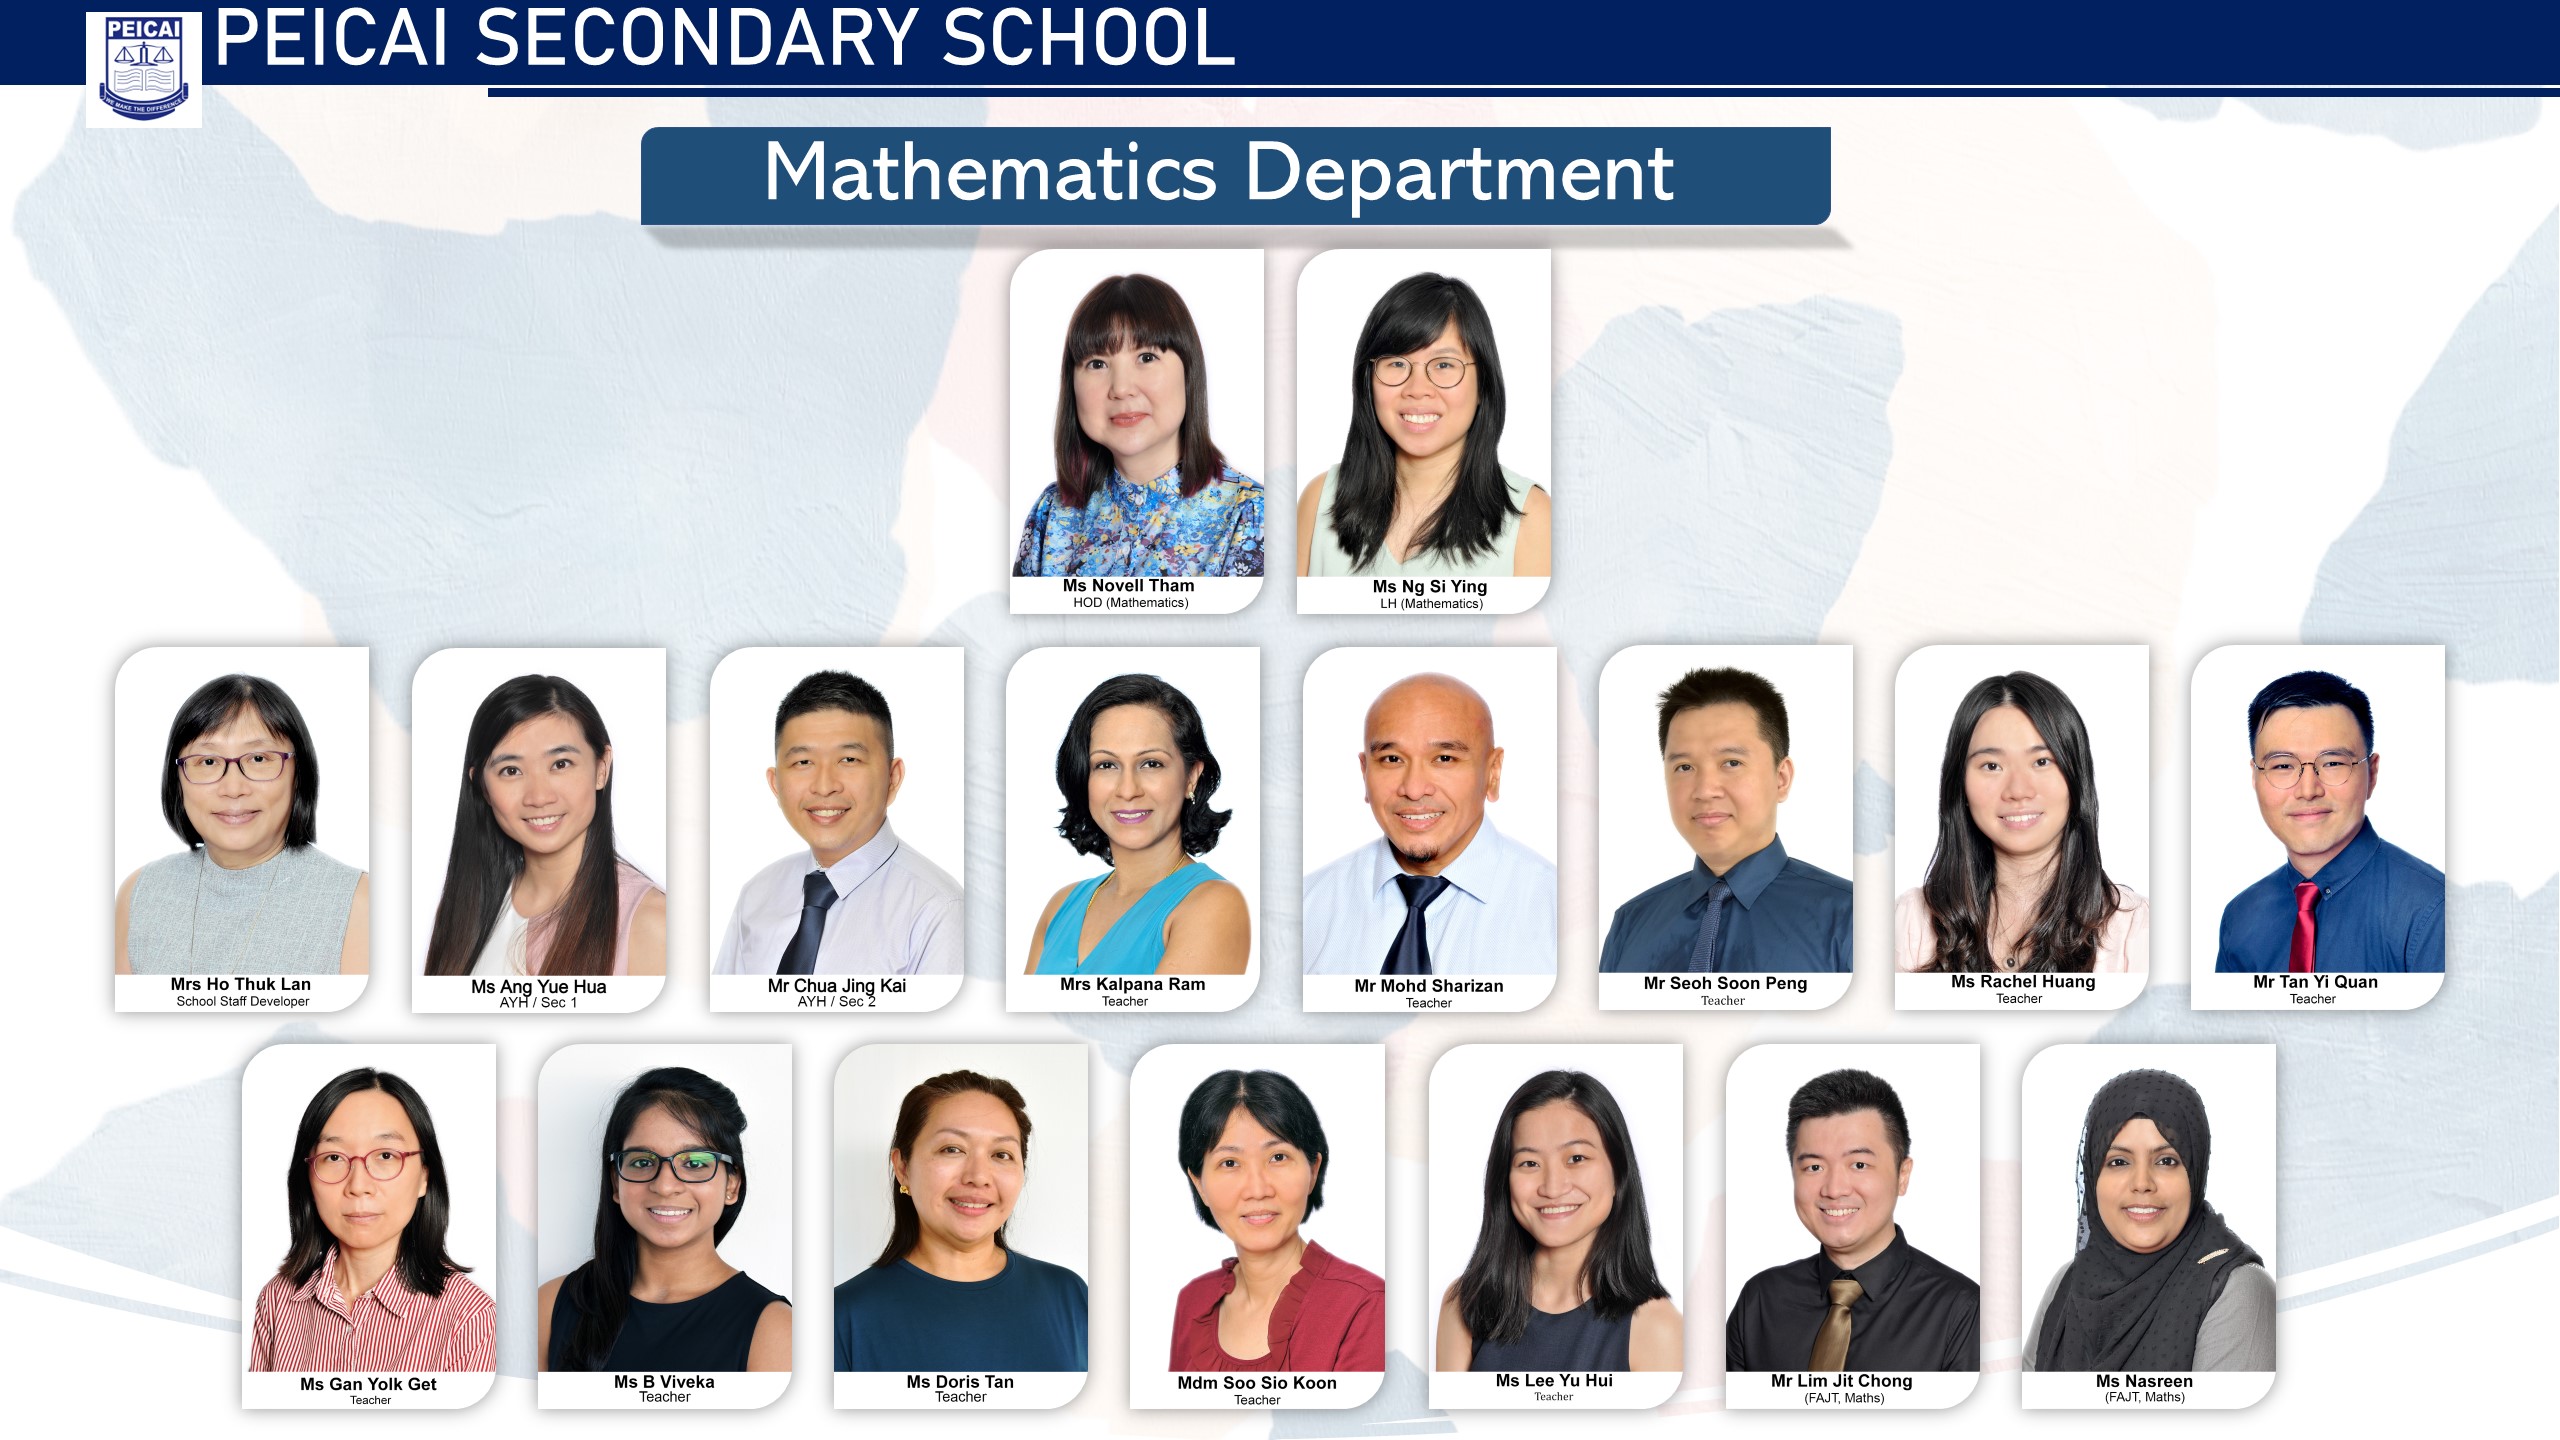 PEICAI
WE MAKE THE DIFFERENCE
PEICAI SECONDARY SCHOOL
Mathematics Department
Ms Novell Tham
HOD (Mathematics)
Ms Ng Si Ying
LH (Mathematics)
Mrs Ho Thuk Lan
School Staff Developer
Ms Ang Yue Hua
AYH / Sec 1
Mr Chua Jing Kai
AYH / Sec 2
Mrs Kalpana Ram
Teacher
Mr Mohd Sharizan
Teacher
Mr Seoh Soon Peng
Teacher
Ms Rachel Huang
Teacher
Mr Tan Yi Quan
Teacher
Ms Gan Yolk Get
Teacher
Ms B Viveka
Teacher
Ms Doris Tan
Teacher
Mdm Soo Sio Koon
Teacher
Ms Lee Yu Hui
Teacher
Mr Lim Jit Chong
(FAJT, Maths)
Ms Nasreen
(FAJT, Maths)